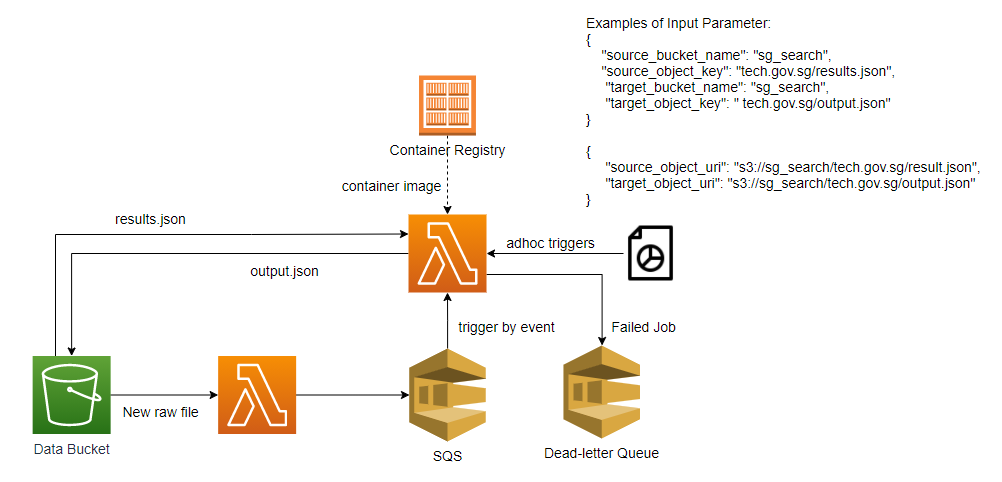 Examples of Input Parameter:
{
"source_bucket_name": "sg_search",
"source_object_key": "tech.gov.sg/results.json",
"target_bucket_name": "sg_search",
"target_object_key": " tech.gov.sg/output.json"
}
{
"source_object_uri": "s3://sg_search/tech.gov.sg/result.json",
"target_object_uri": "s3://sg_search/tech.gov.sg/output.json"
}
Container Registry
container image
results.json
adhoc triggers
output.json
trigger by event
Failed Job
New raw file
Data Bucket
SQS
Dead-letter Queue